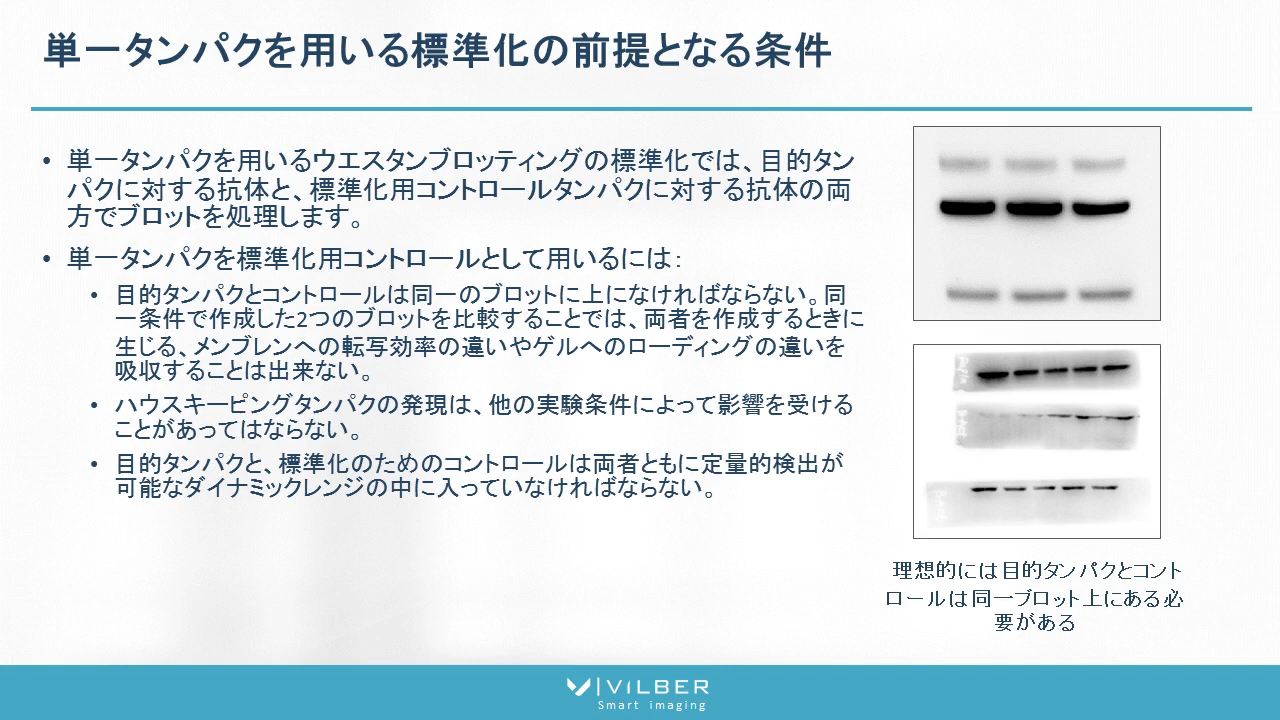 単一タンパクを用いる標準化の前提となる条件
• 単一タンパクを用いるウエスタンブロッティングの標準化では、目的タン
パクに対する抗体と、標準化用コントロールタンパクに対する抗体の両
方でブロットを処理します。
• 単一タンパクを標準化用コントロールとして用いるには：
• 目的タンパクとコントロールは同一のブロットに上になければならない。同
一条件で作成した2つのブロットを比較することでは、両者を作成するときに
生じる、メンブレンへの転写効率の違いやゲルへのローディングの違いを
吸収することは出来ない。
• ハウスキーピングタンパクの発現は、他の実験条件によって影響を受ける
ことがあってはならない。
• 目的タンパクと、標準化のためのコントロールは両者ともに定量的検出が
可能なダイナミックレンジの中に入っていなければならない。
理想的には目的タンパクとコント
ロールは同一ブロット上にある必
要がある
VILBER
Smart imaging